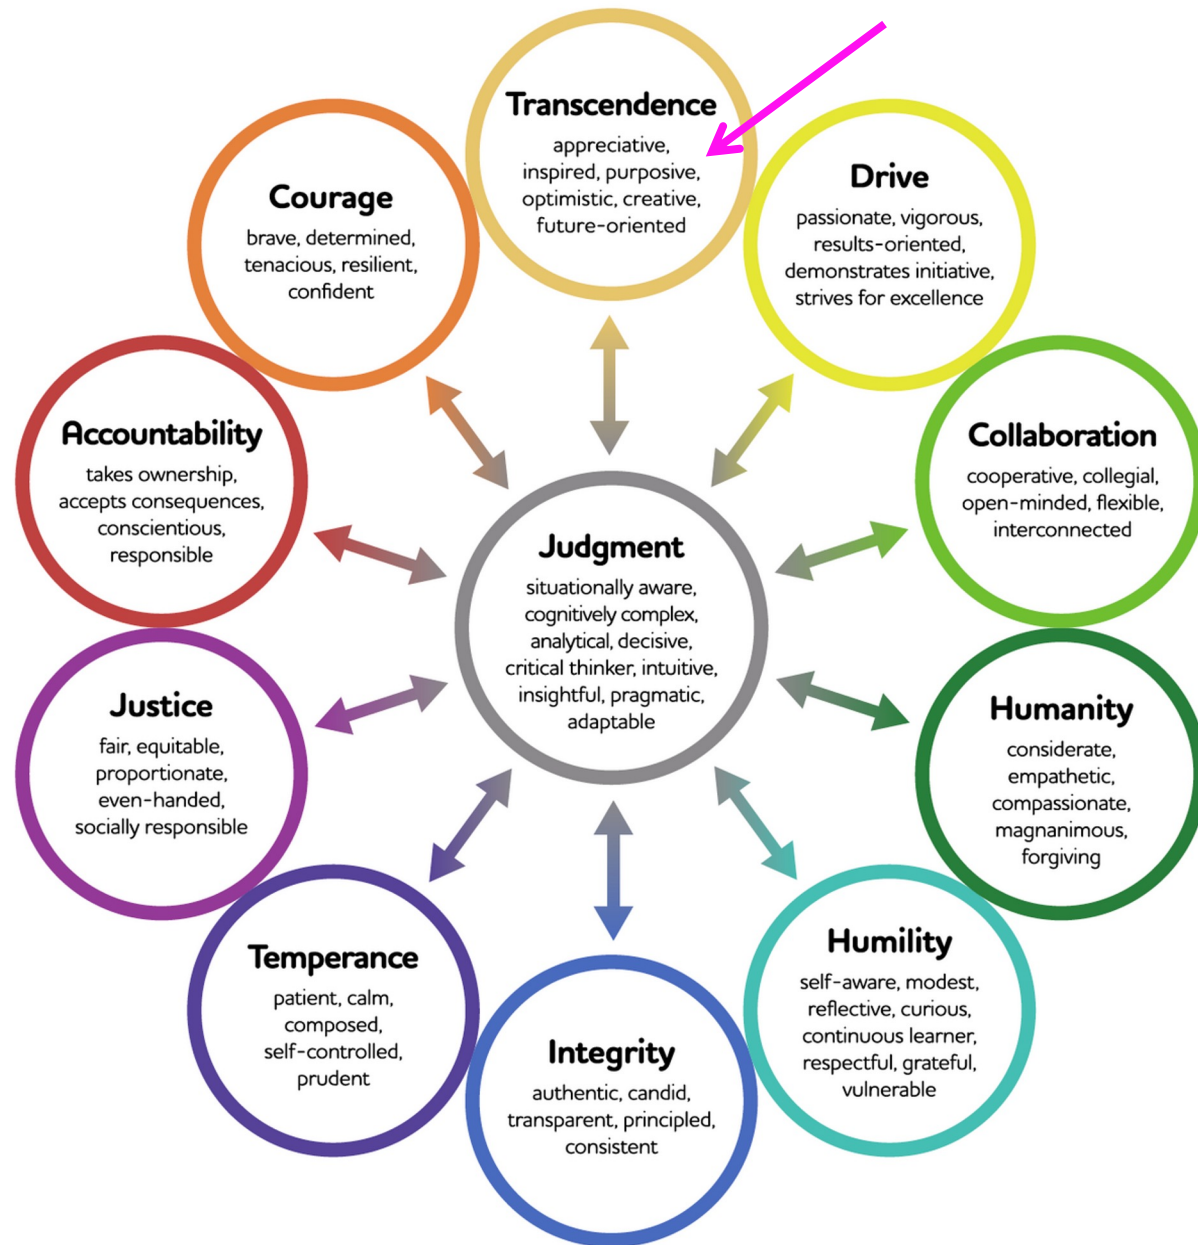 Transcendence
appreciative,
inspired, purposive,
optimistic, creative,
future-oriented
Drive
passionate, vigorous,
results-oriented,
demonstrates initiative,
strives for excellence
Collaboration
cooperative, collegial,
open-minded, flexible,
interconnected
Humanity
considerate,
empathetic,
compassionate,
magnanimous,
forgiving
Humility
self-aware, modest,
reflective, curious,
continuous learner,
respectful, grateful,
vulnerable
Integrity
authentic, candid,
transparent, principled,
consistent
Temperance
patient, calm,
composed,
self-controlled,
prudent
Justice
fair, equitable,
proportionate,
even-handed,
socially responsible
Accountability
takes ownership,
accepts consequences,
conscientious,
responsible
Courage
brave, determined,
tenacious, resilient,
confident
Judgment
situationally aware,
cognitively complex,
analytical, decisive,
critical thinker, intuitive,
insightful, pragmatic,
adaptable